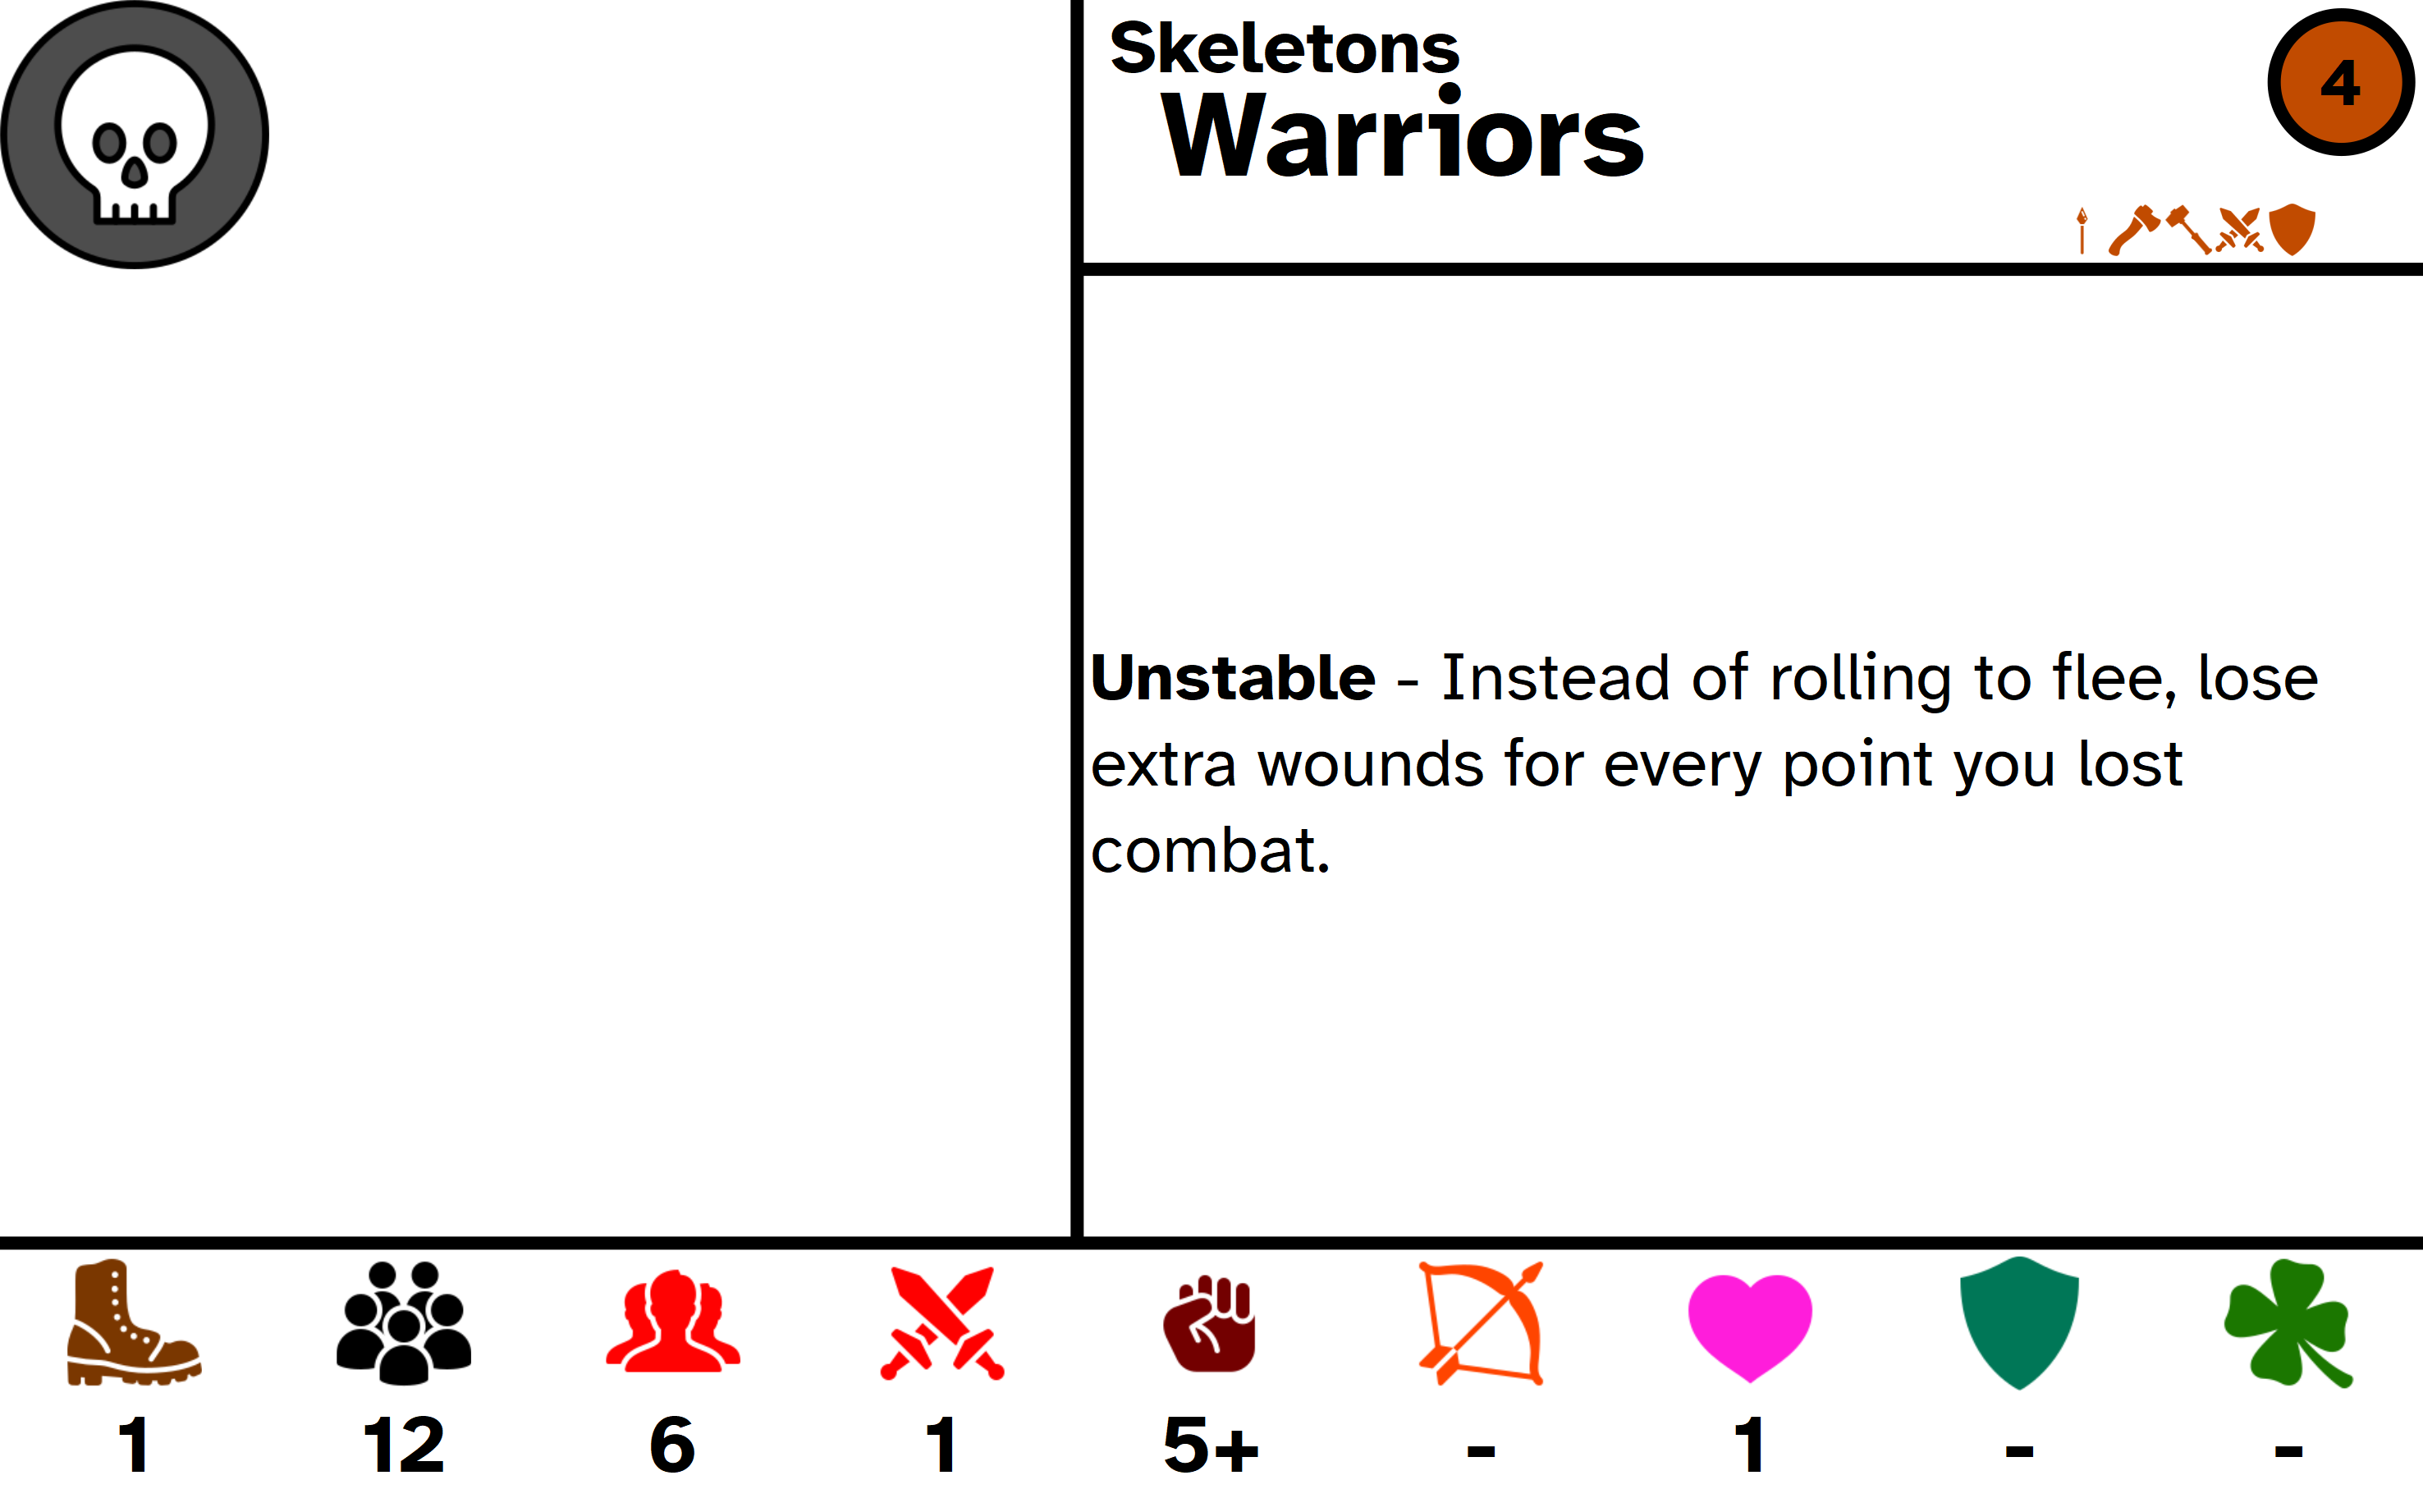 Skeletons
Warriors
4
Unstable - Instead of rolling to flee, lose
extra wounds for every point you lost
combat.
1 12 6 1 5+ - 1 - -